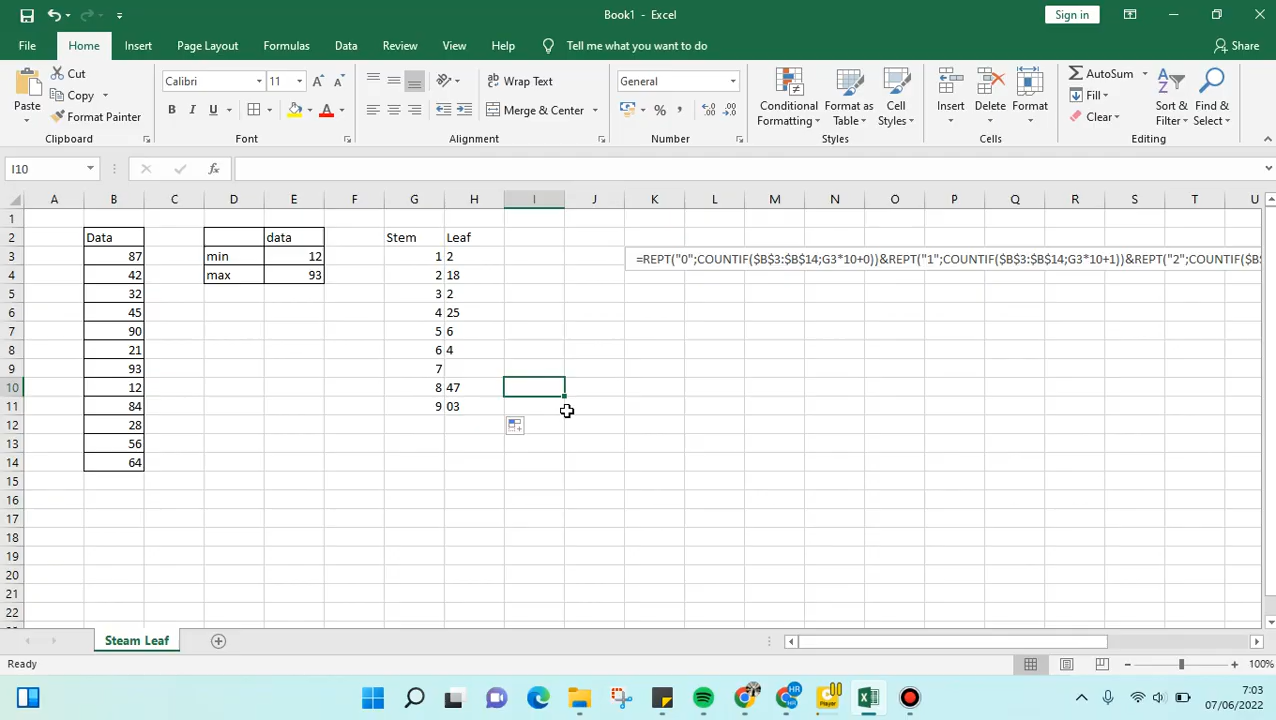 Book1 - Excel
Sign in
File Home Insert Page Layout Formulas Data Review View Help Tell me what you want to do Share
Paste
Cut
Copy
Format Painter
Clipboard
Calibri 11
B I U
Font
Wrap Text
Merge & Center
Alignment
General
Number
Conditional Formatting
Format as Table
Cell Styles
Styles
Insert Delete Format
Cells
AutoSum
Fill
Clear
Sort & Filter
Find & Select
Editing
I10
fx
A B C D E F G H I J K L M N O P Q R S T U
1
2 Data data Stem Leaf
3 87 min 12 1 2 =REPT("0";COUNTIF($B$3:$B$14;G3*10+0))&REPT("1";COUNTIF($B$3:$B$14;G3*10+1))&REPT("2";COUNTIF($B$
4 42 max 93 2 18
5 32 3 2
6 45 4 25
7 90 5 6
8 21 6 4
9 93 7
10 12 8 47
11 84 9 03
12 28
13 56
14 64
15
16
17
18
19
20
21
22
Steam Leaf
Ready
100%
HR
Player
7:03
07/06/2022